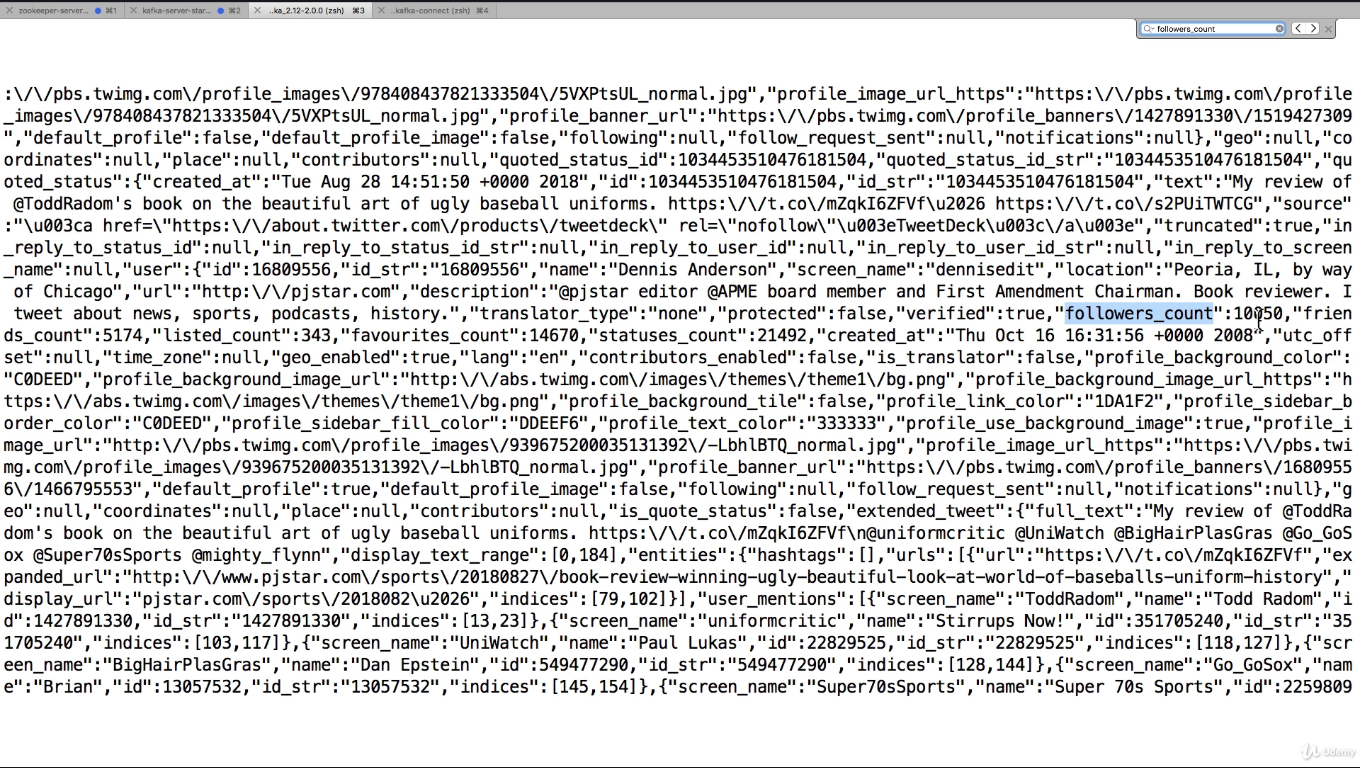 zookeeper-server... ⌘1 kafka-server-star... ⌘2 ..ka_2.12-2.0.0 (zsh) ⌘3 ..kafka-connect (zsh) ⌘4
followers_count
:\/\/pbs.twimg.com\/profile_images\/978408437821333504\/5VXPtsUL_normal.jpg","profile_image_url_https":"https:\/\/pbs.twimg.com\/profile
_images\/978408437821333504\/5VXPtsUL_normal.jpg","profile_banner_url":"https:\/\/pbs.twimg.com\/profile_banners\/1427891330\/1519427309
","default_profile":false,"default_profile_image":false,"following":null,"follow_request_sent":null,"notifications":null},"geo":null,"co
ordinates":null,"place":null,"contributors":null,"quoted_status_id":1034453510476181504,"quoted_status_id_str":"1034453510476181504","qu
oted_status":{"created_at":"Tue Aug 28 14:51:50 +0000 2018","id":1034453510476181504,"id_str":"1034453510476181504","text":"My review of
@ToddRadom's book on the beautiful art of ugly baseball uniforms. https:\/\/t.co\/mZqkI6ZFVf\u2026 https:\/\/t.co\/s2PUiTWTCG","source"
:"\u003ca href=\"https:\/\/about.twitter.com\/products\/tweetdeck\" rel=\"nofollow\"\u003eTweetDeck\u003c\/a\u003e","truncated":true,"in
_reply_to_status_id":null,"in_reply_to_status_id_str":null,"in_reply_to_user_id":null,"in_reply_to_user_id_str":null,"in_reply_to_screen
_name":null,"user":{"id":16809556,"id_str":"16809556","name":"Dennis Anderson","screen_name":"dennisedit","location":"Peoria, IL, by way
of Chicago","url":"http:\/\/pjstar.com","description":"@pjstar editor @APME board member and First Amendment Chairman. Book reviewer. I
tweet about news, sports, podcasts, history.","translator_type":"none","protected":false,"verified":true,"followers_count":10050,"frien
ds_count":5174,"listed_count":343,"favourites_count":14670,"statuses_count":21492,"created_at":"Thu Oct 16 16:31:56 +0000 2008","utc_off
set":null,"time_zone":null,"geo_enabled":true,"lang":"en","contributors_enabled":false,"is_translator":false,"profile_background_color":
"C0DEED","profile_background_image_url":"http:\/\/abs.twimg.com\/images\/themes\/theme1\/bg.png","profile_background_image_url_https":"h
ttps:\/\/abs.twimg.com\/images\/themes\/theme1\/bg.png","profile_background_tile":false,"profile_link_color":"1DA1F2","profile_sidebar_b
order_color":"C0DEED","profile_sidebar_fill_color":"DDEEF6","profile_text_color":"333333","profile_use_background_image":true,"profile_i
mage_url":"http:\/\/pbs.twimg.com\/profile_images\/939675200035131392\/-LbhlBTQ_normal.jpg","profile_image_url_https":"https:\/\/pbs.twi
mg.com\/profile_images\/939675200035131392\/-LbhlBTQ_normal.jpg","profile_banner_url":"https:\/\/pbs.twimg.com\/profile_banners\/1680955
6\/1466795553","default_profile":true,"default_profile_image":false,"following":null,"follow_request_sent":null,"notifications":null},"g
eo":null,"coordinates":null,"place":null,"contributors":null,"is_quote_status":false,"extended_tweet":{"full_text":"My review of @ToddRa
dom's book on the beautiful art of ugly baseball uniforms. https:\/\/t.co\/mZqkI6ZFVf\n@uniformcritic @UniWatch @BigHairPlasGras @Go_GoS
ox @Super70sSports @mighty_flynn","display_text_range":[0,184],"entities":{"hashtags":[],"urls":[{"url":"https:\/\/t.co\/mZqkI6ZFVf","ex
panded_url":"http:\/\/www.pjstar.com\/sports\/20180827\/book-review-winning-ugly-beautiful-look-at-world-of-baseballs-uniform-history","
display_url":"pjstar.com\/sports\/2018082\u2026","indices":[79,102]}],"user_mentions":[{"screen_name":"ToddRadom","name":"Todd Radom","i
d":1427891330,"id_str":"1427891330","indices":[13,23]},{"screen_name":"uniformcritic","name":"Stirrups Now!","id":351705240,"id_str":"35
1705240","indices":[103,117]},{"screen_name":"UniWatch","name":"Paul Lukas","id":22829525,"id_str":"22829525","indices":[118,127]},{"scr
een_name":"BigHairPlasGras","name":"Dan Epstein","id":549477290,"id_str":"549477290","indices":[128,144]},{"screen_name":"Go_GoSox","nam
e":"Brian","id":13057532,"id_str":"13057532","indices":[145,154]},{"screen_name":"Super70sSports","name":"Super 70s Sports","id":2259809
Udemy